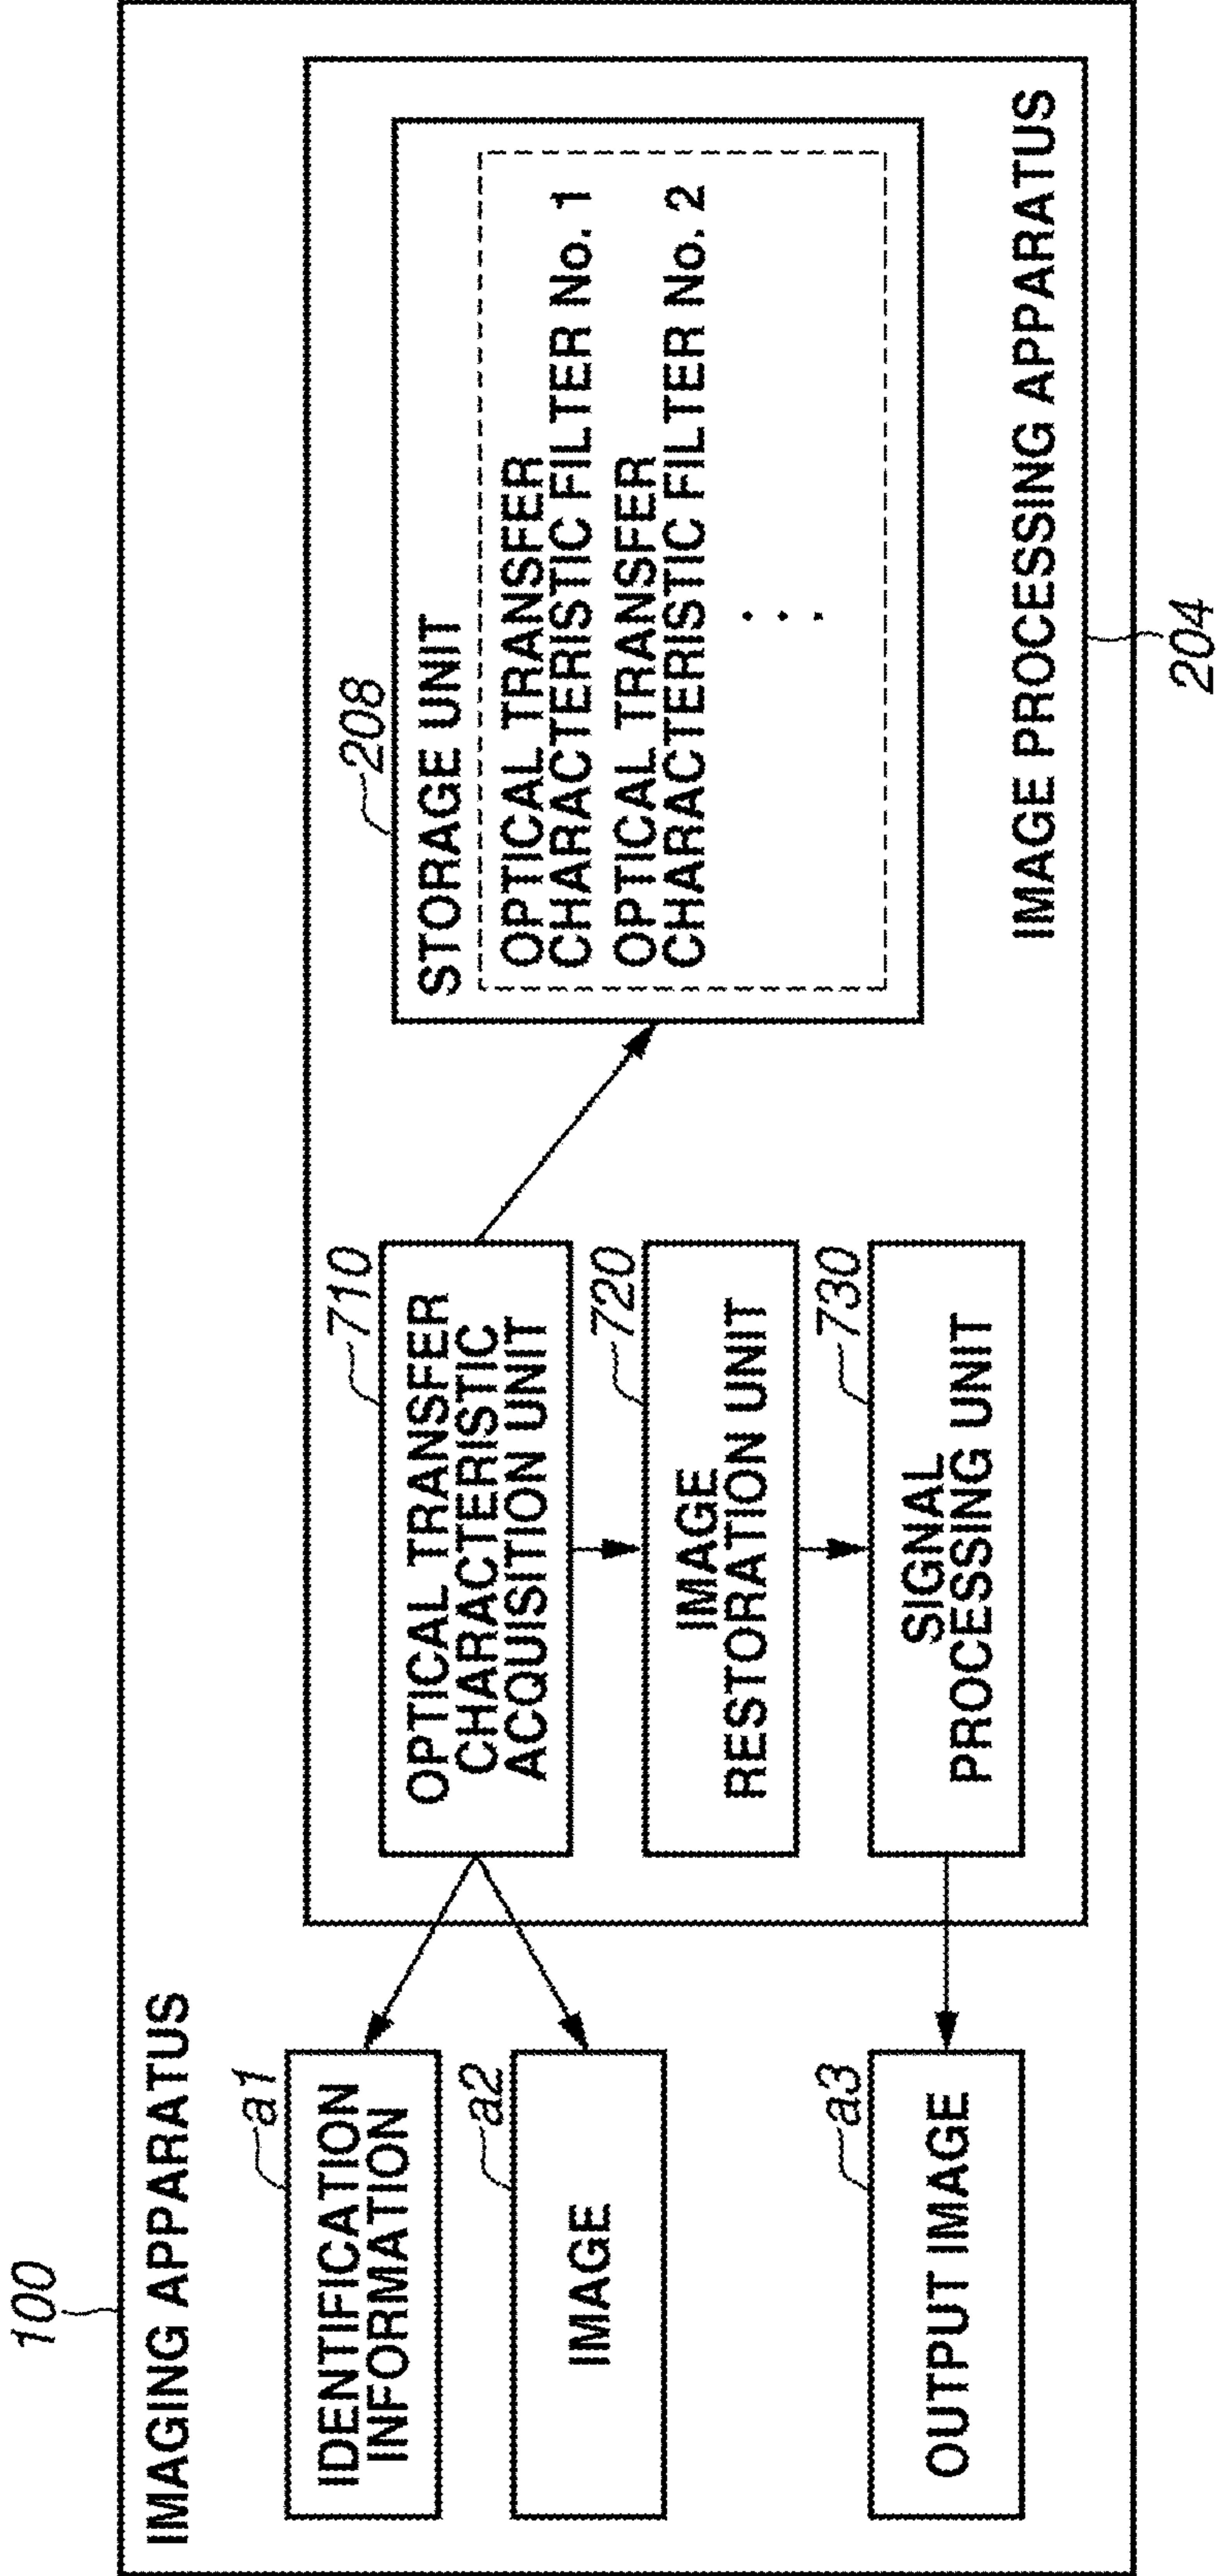 100
IMAGING APPARATUS
a1
IDENTIFICATION
INFORMATION
a2
IMAGE
a3
OUTPUT IMAGE
710
OPTICAL TRANSFER
CHARACTERISTIC
ACQUISITION UNIT
720
IMAGE
RESTORATION UNIT
730
SIGNAL
PROCESSING UNIT
208
STORAGE UNIT
OPTICAL TRANSFER
CHARACTERISTIC FILTER No. 1
OPTICAL TRANSFER
CHARACTERISTIC FILTER No. 2
IMAGE PROCESSING APPARATUS
204